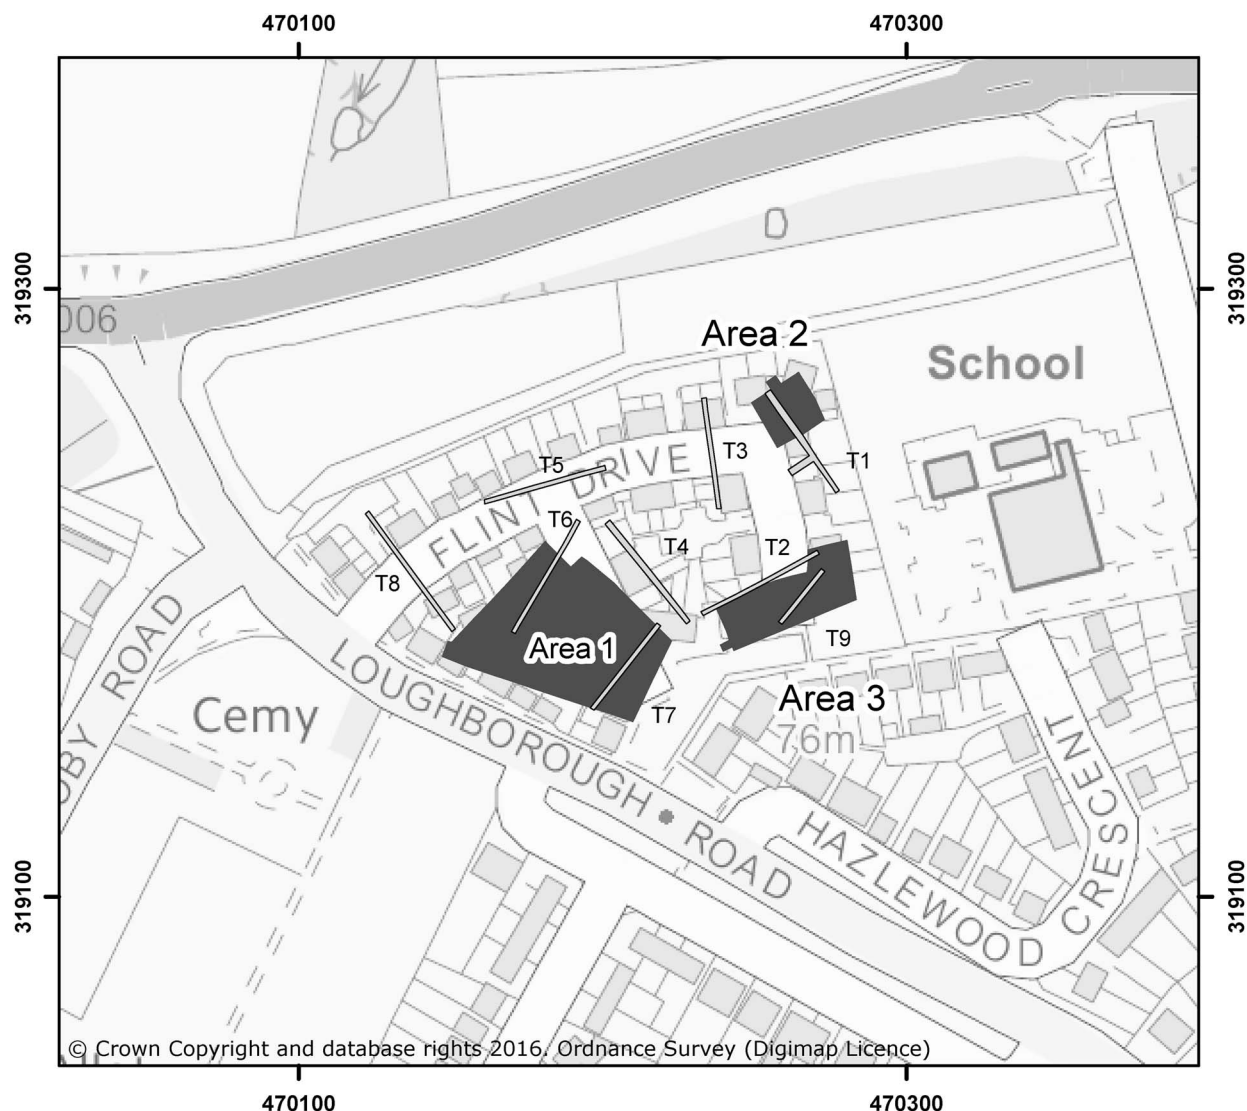 470100
470300
319300
319300
006
Area 2
School
T3
T1
T5
FLINT DRIVE
T6
T4
T2
T8
Area 1
T9
T7
Area 3
76m
Cemy
ROAD
OBY
LOUGHBOROUGH ROAD
HAZLEWOOD CRESCENT
319100
319100
© Crown Copyright and database rights 2016. Ordnance Survey (Digimap Licence)
470100
470300